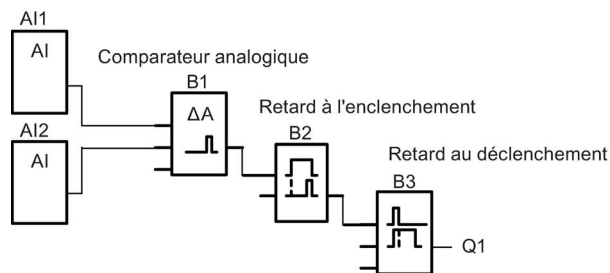 AI1
AI
Comparateur analogique
B1
ΔA
Retard à l'enclenchement
B2
AI2
AI
Retard au déclenchement
B3
Q1